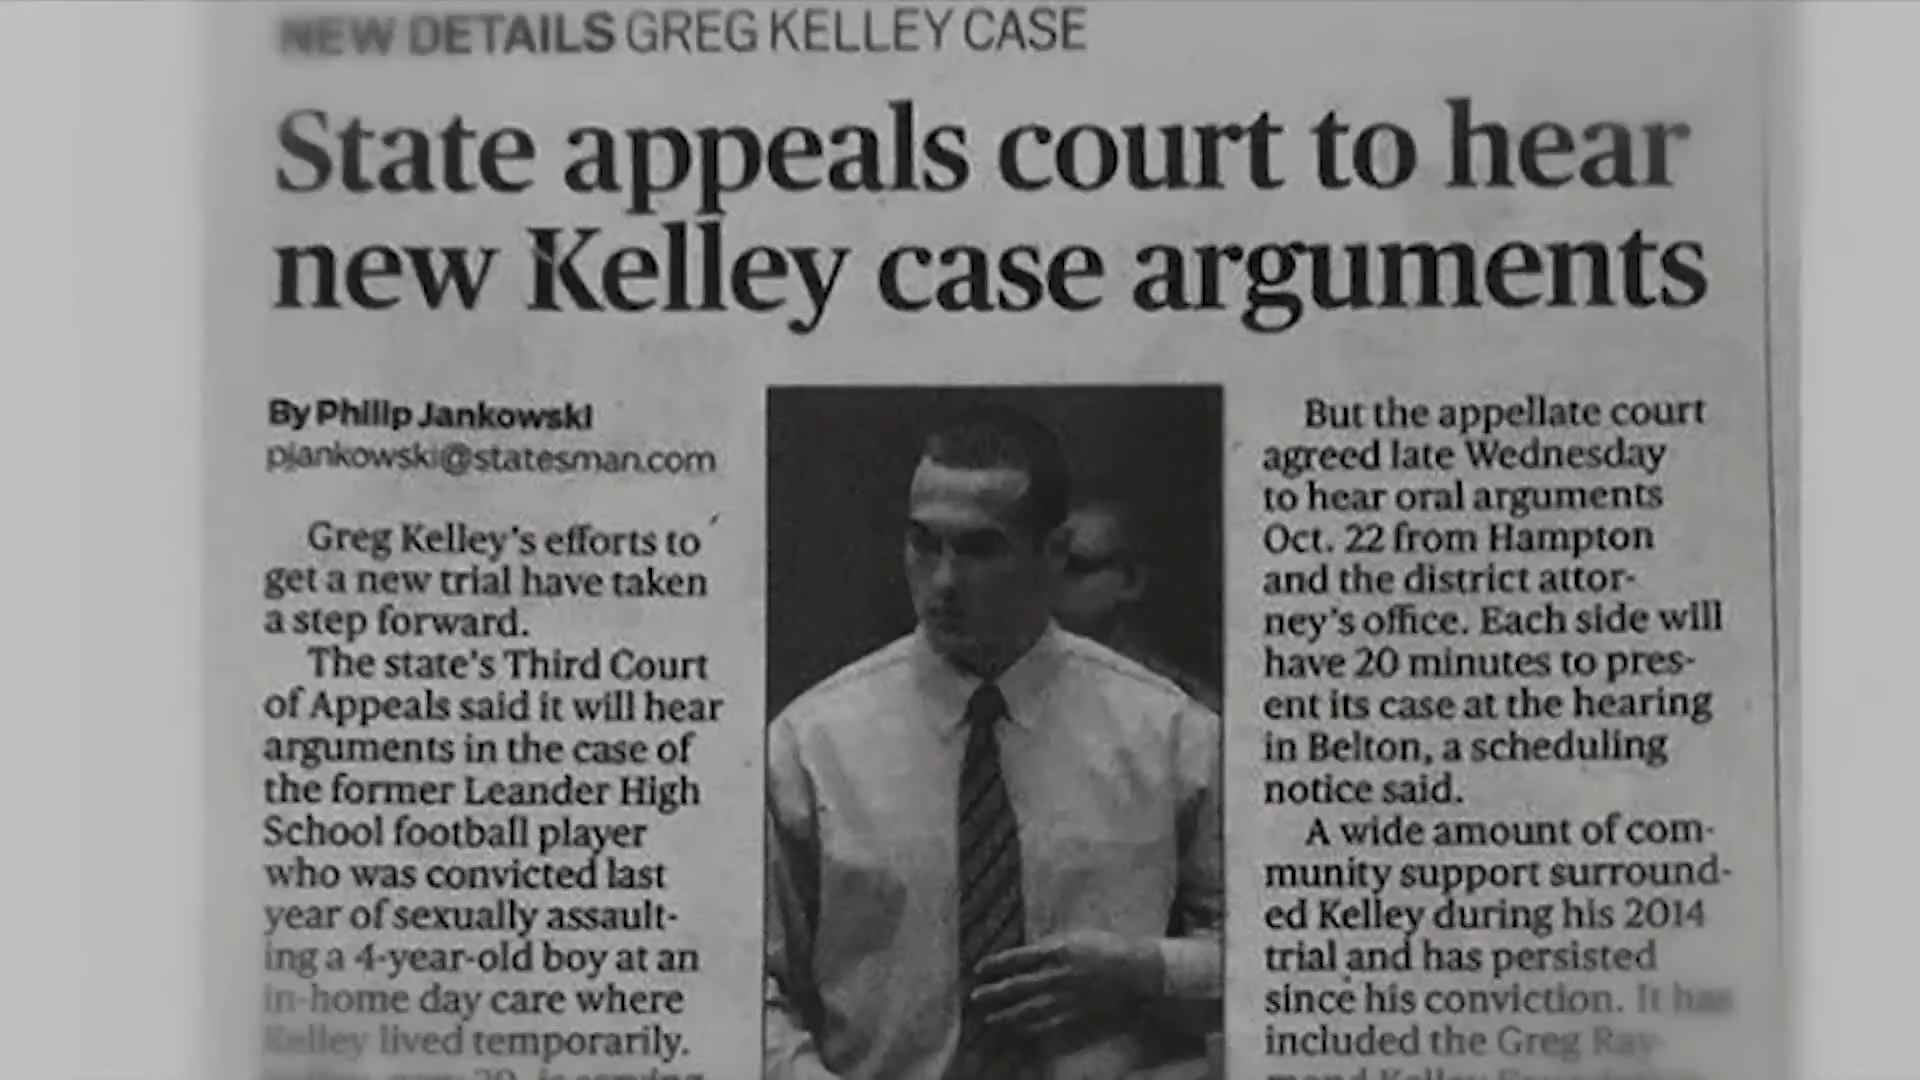 NEW DETAILS GREG KELLEY CASE
State appeals court to hear
new Kelley case arguments
By Philip Jankowski
pjankowski@statesman.com
Greg Kelley's efforts to
get a new trial have taken
a step forward.
The state's Third Court
of Appeals said it will hear
arguments in the case of
the former Leander High
School football player
who was convicted last
year of sexually assault-
ing a 4-year-old boy at an
in-home day care where
Kelley lived temporarily.
But the appellate court
agreed late Wednesday
to hear oral arguments
Oct. 22 from Hampton
and the district attor-
ney's office. Each side will
have 20 minutes to pres-
ent its case at the hearing
in Belton, a scheduling
notice said.
A wide amount of com-
munity support surround-
ed Kelley during his 2014
trial and has persisted
since his conviction. It has
included the Greg Ray-